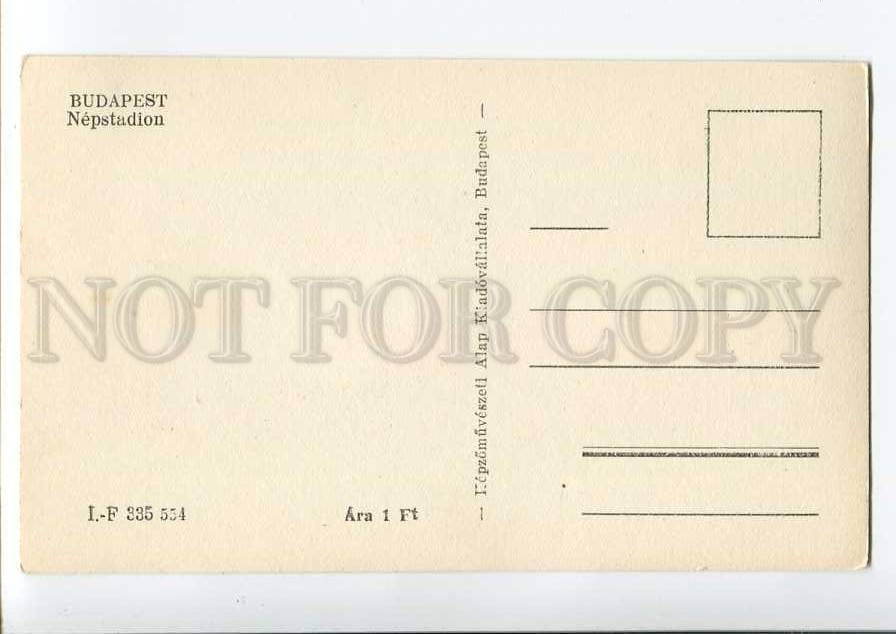 BUDAPEST
Népstadion
— Képzőművészeti Alap Kiadóvállalata, Budapest —
NOT FOR COPY
I.-F 335 554
Ára 1 Ft